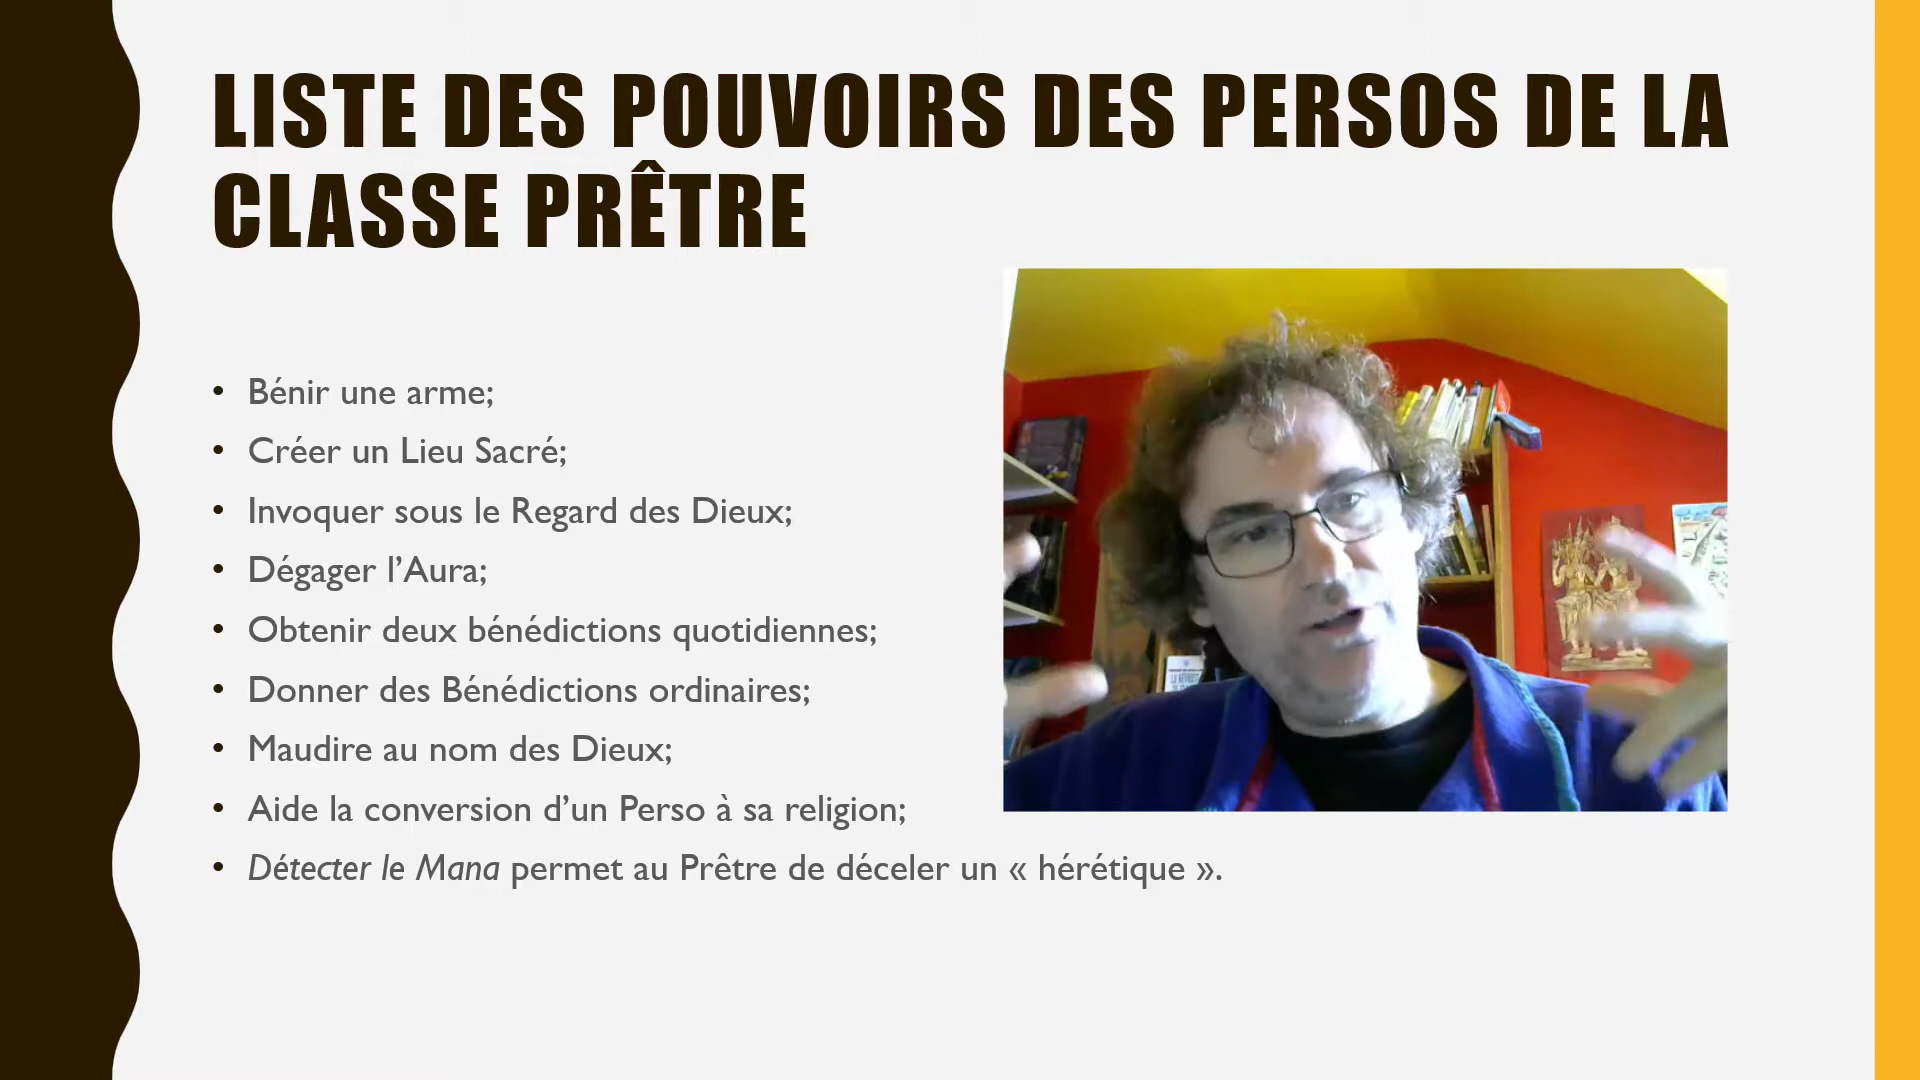 LISTE DES POUVOIRS DES PERSOS DE LA
CLASSE PRÊTRE
• Bénir une arme;
• Créer un Lieu Sacré;
• Invoquer sous le Regard des Dieux;
• Dégager l’Aura;
• Obtenir deux bénédictions quotidiennes;
• Donner des Bénédictions ordinaires;
• Maudire au nom des Dieux;
• Aide la conversion d’un Perso à sa religion;
• Détecter le Mana permet au Prêtre de déceler un « hérétique ».